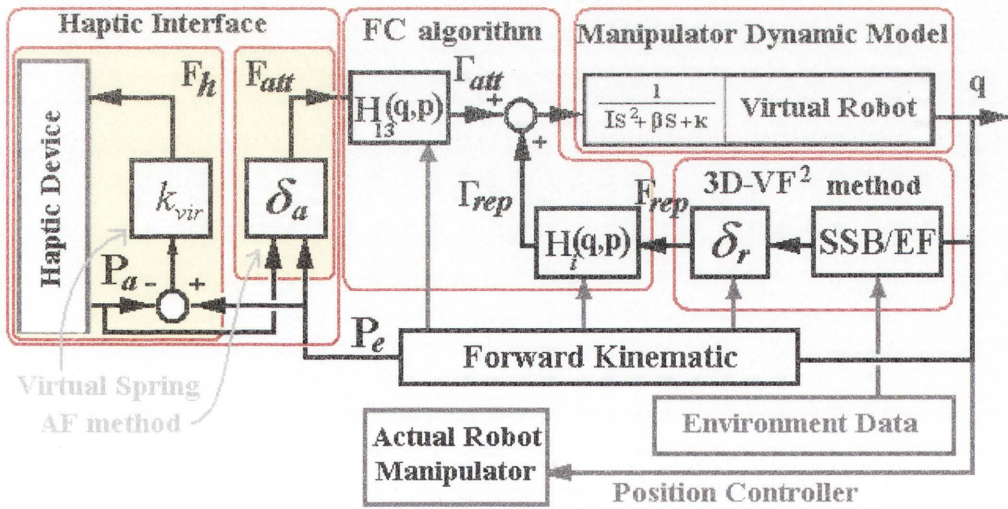 Haptic Interface
FC algorithm
Manipulator Dynamic Model
Haptic Device
F_h
F_att
Γ_att
H_13(q,p)
+
+
1
Is²+βs+κ
Virtual Robot
q
k_vir
δ_a
Γ_rep
F_rep
3D-VF² method
H_i(q,p)
δ_r
SSB/EF
P_a
-
+
P_e
Forward Kinematic
Virtual Spring
AF method
Environment Data
Actual Robot
Manipulator
Position Controller